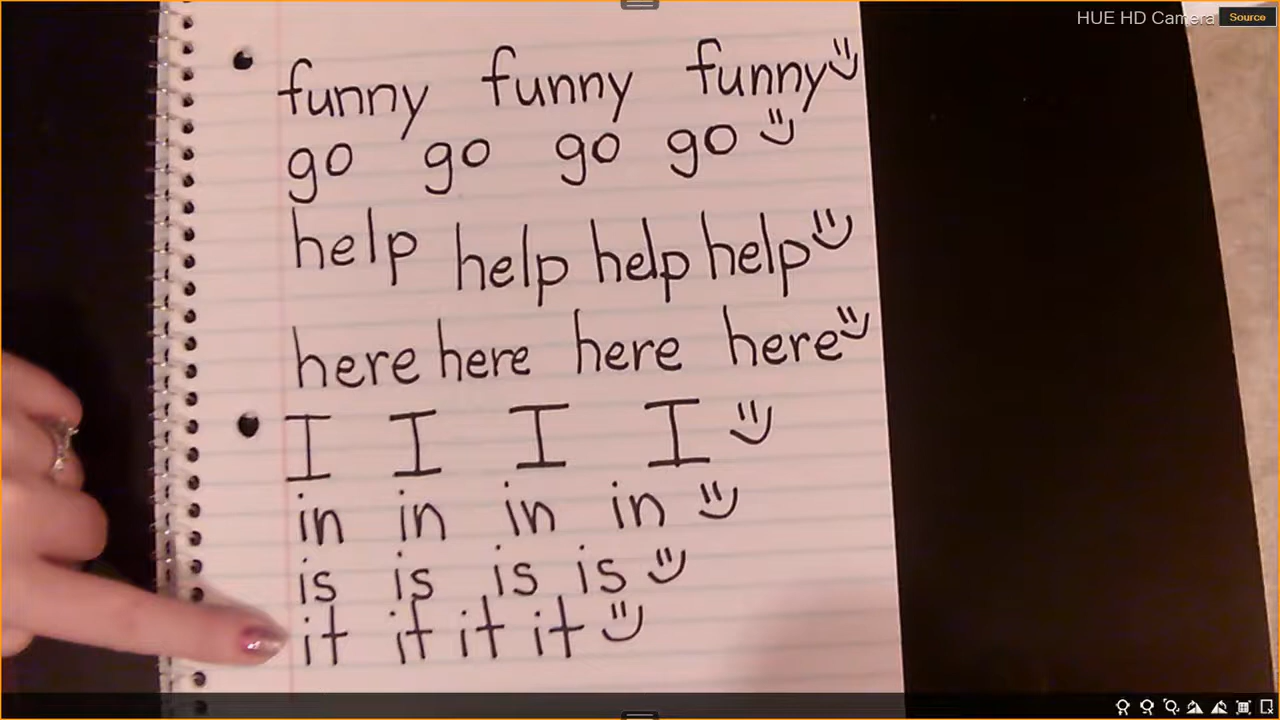 HUE HD Camera Source
funny funny funny
go go go go
help help help help
here here here here
I I I I
in in in in
is is is is
it it it it